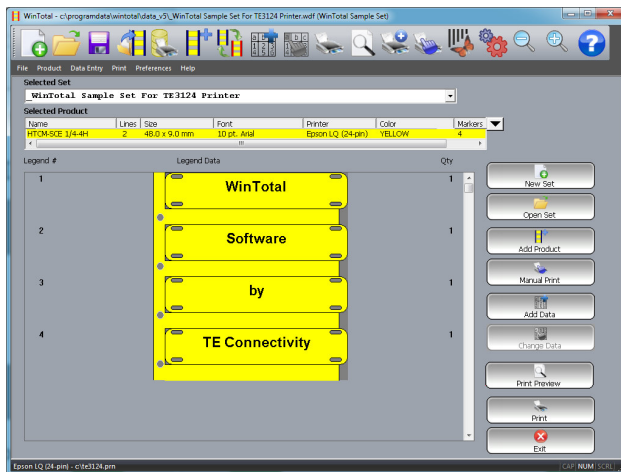 WinTotal - c:\programdata\wintotal\data_v5\_WinTotal Sample Set For TE3124 Printer.wdf (WinTotal Sample Set)
File Product Data Entry Print Preferences Help
Selected Set
_WinTotal Sample Set For TE3124 Printer
Selected Product
Name Lines Size Font Printer Color Markers
HTCM-SCE 1/4-4H 2 48.0 x 9.0 mm 10 pt. Arial Epson LQ (24-pin) YELLOW 4
Legend # Legend Data Qty
1 WinTotal 1
2 Software 1
3 by 1
4 TE Connectivity 1
New Set
Open Set
Add Product
Manual Print
Add Data
Change Data
Print Preview
Print
Exit
Epson LQ (24-pin) - c:\te3124.prn CAP NUM SCRL